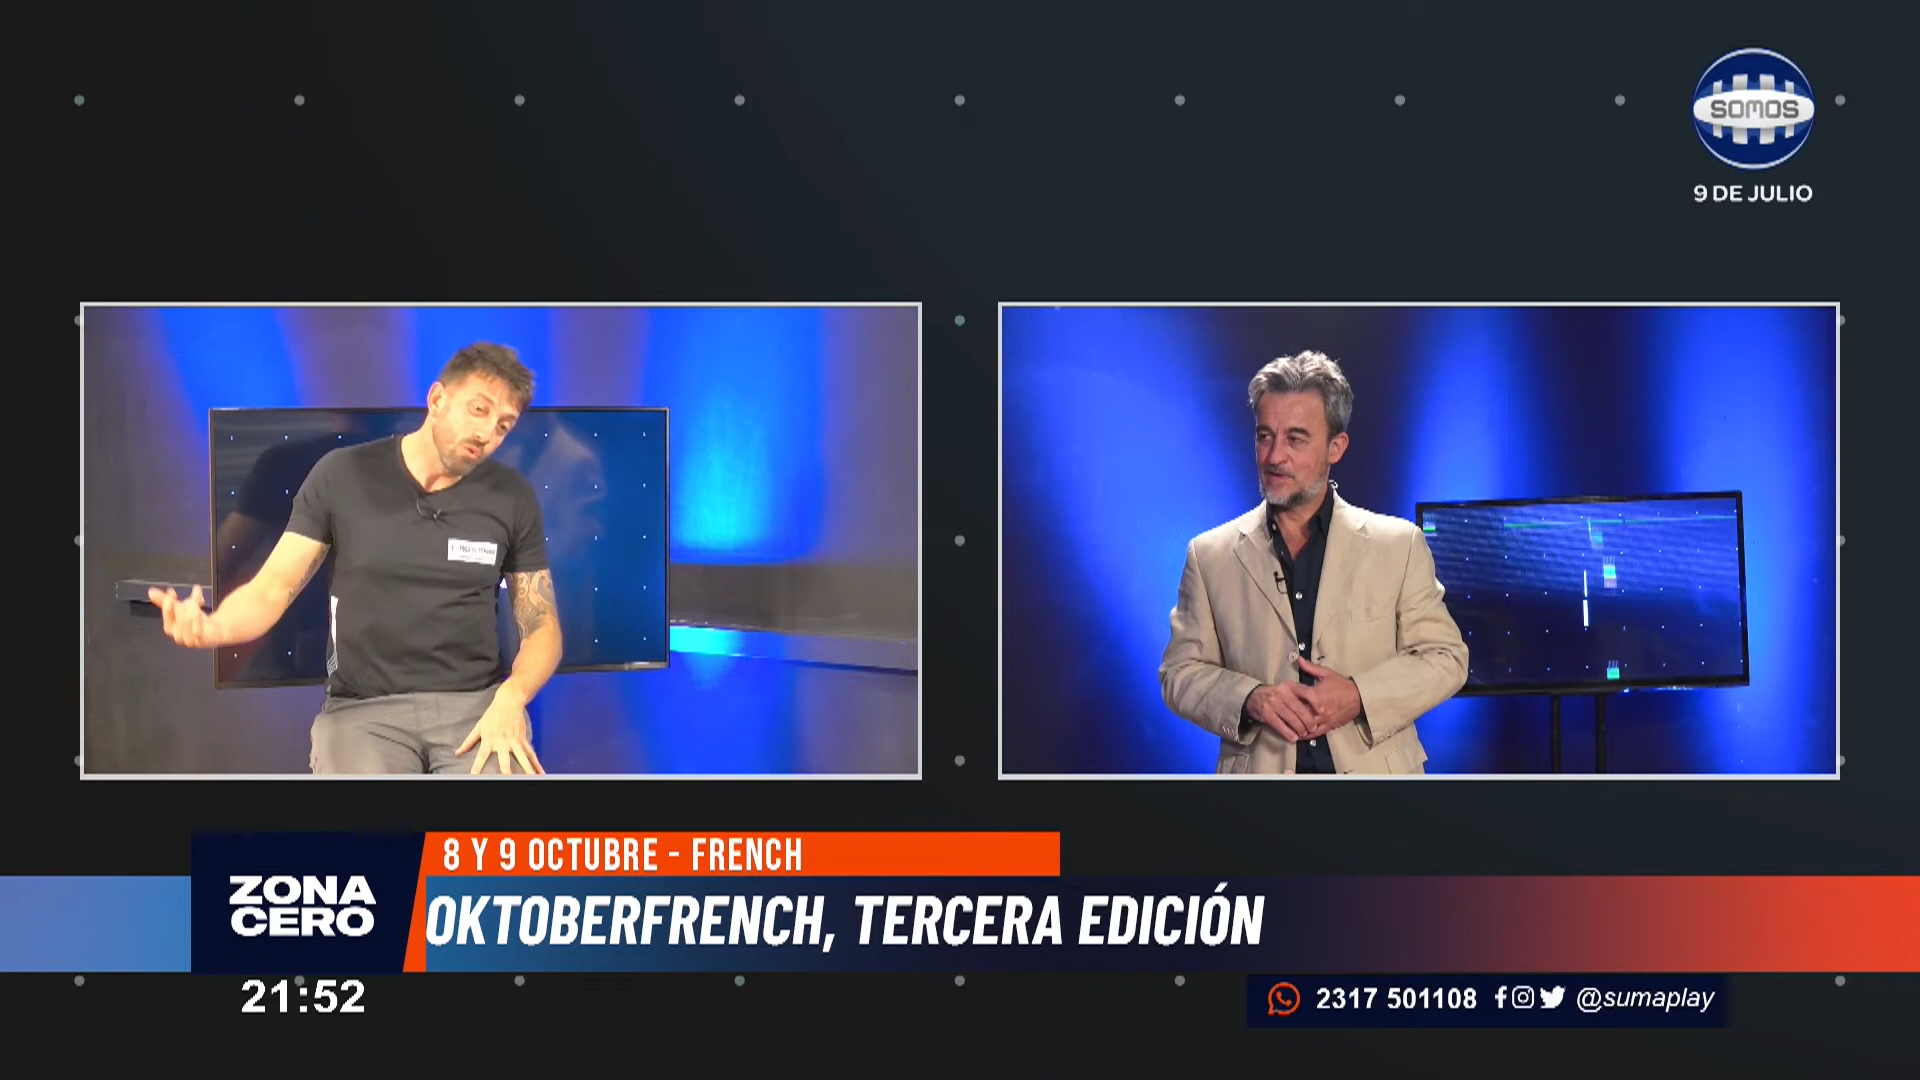 SOMOS
9 DE JULIO
8 Y 9 OCTUBRE - FRENCH
ZONA
CERO
OKTOBERFRENCH, TERCERA EDICIÓN
21:52
2317 501108
@sumaplay